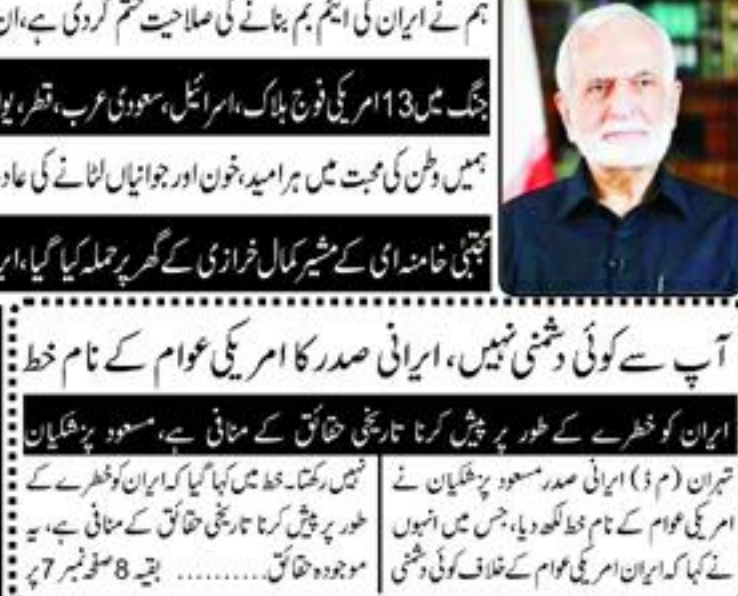 ہم نے ایران کی ایٹم بم بنانے کی صلاحیت ختم کردی ہے، ان
جنگ میں 13 امریکی فوج ہلاک، اسرائیل، سعودی عرب، قطر، یو
ہمیں وطن کی محبت میں ہر امید، خون اور جوانیاں لٹانے کی عاد
مجتبیٰ خامنہ ای کے مشیر کمال خرازی کے گھر پر حملہ کیا گیا، ایر
آپ سے کوئی دشمنی نہیں، ایرانی صدر کا امریکی عوام کے نام خط
ایران کو خطرے کے طور پر پیش کرنا تاریخی حقائق کے منافی ہے، مسعود پزشکیان
تہران (م ڈ) ایرانی صدر مسعود پزشکیان نے
امریکی عوام کے نام خط لکھ دیا، جس میں انہوں
نے کہا کہ ایران امریکی عوام کے خلاف کوئی دشمنی
نہیں رکھتا۔ خط میں کہا گیا کہ ایران کو خطرے کے
طور پر پیش کرنا تاریخی حقائق کے منافی ہے، یہ
موجودہ حقائق.......... بقیہ 8 صفحہ نمبر 7 پر